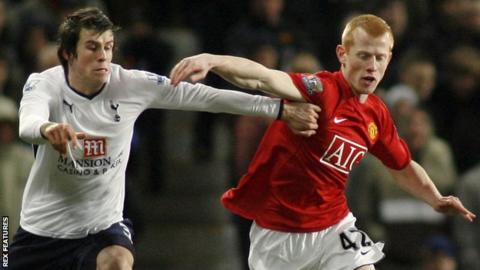 MANSION
CASINO & POKER
AIG
42
REX FEATURES